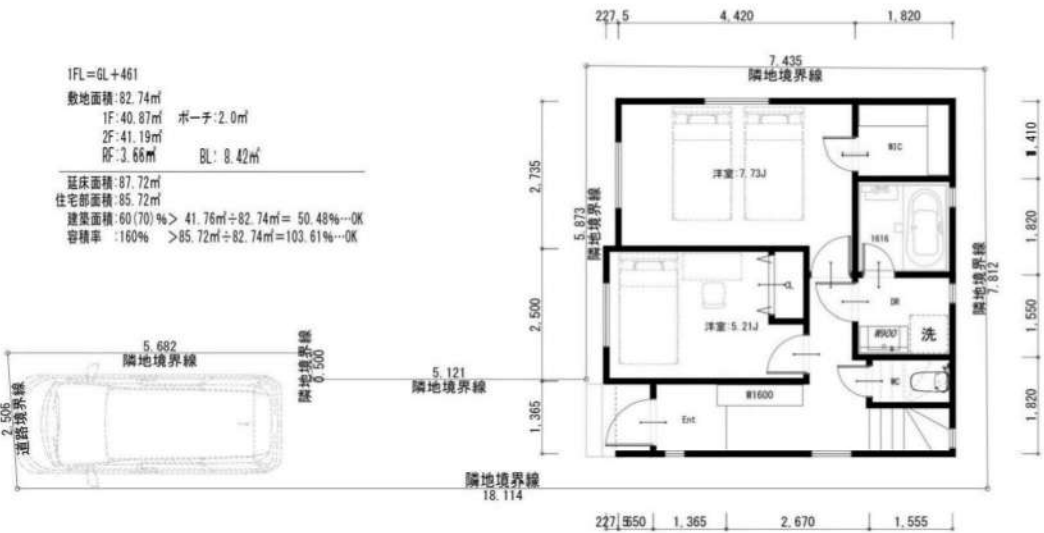 1FL=GL+461
敷地面積:82.74㎡
1F:40.87㎡ ポーチ:2.0㎡
2F:41.19㎡
RF:3.66㎡ BL: 8.42㎡
延床面積:87.72㎡
住宅部面積:85.72㎡
建築面積:60(70)%> 41.76㎡÷82.74㎡= 50.48%…OK
容積率 :160% >85.72㎡÷82.74㎡=103.61%…OK
227.5 4,420 1,820
7.435
隣地境界線
2,735
2,500
1,365
5.873
隣地境界線
洋室:7.73J
WIC
1616
CL
洋室:5.21J
DR
W900
洗
WC
W1600
Ent
隣地境界線
7.812
1,410
1,820
1,550
1,820
5.682
隣地境界線
隣地境界線
0.500
5.121
隣地境界線
2.506
道路境界線
隣地境界線
18.114
227.5 650 1,365 2,670 1,555